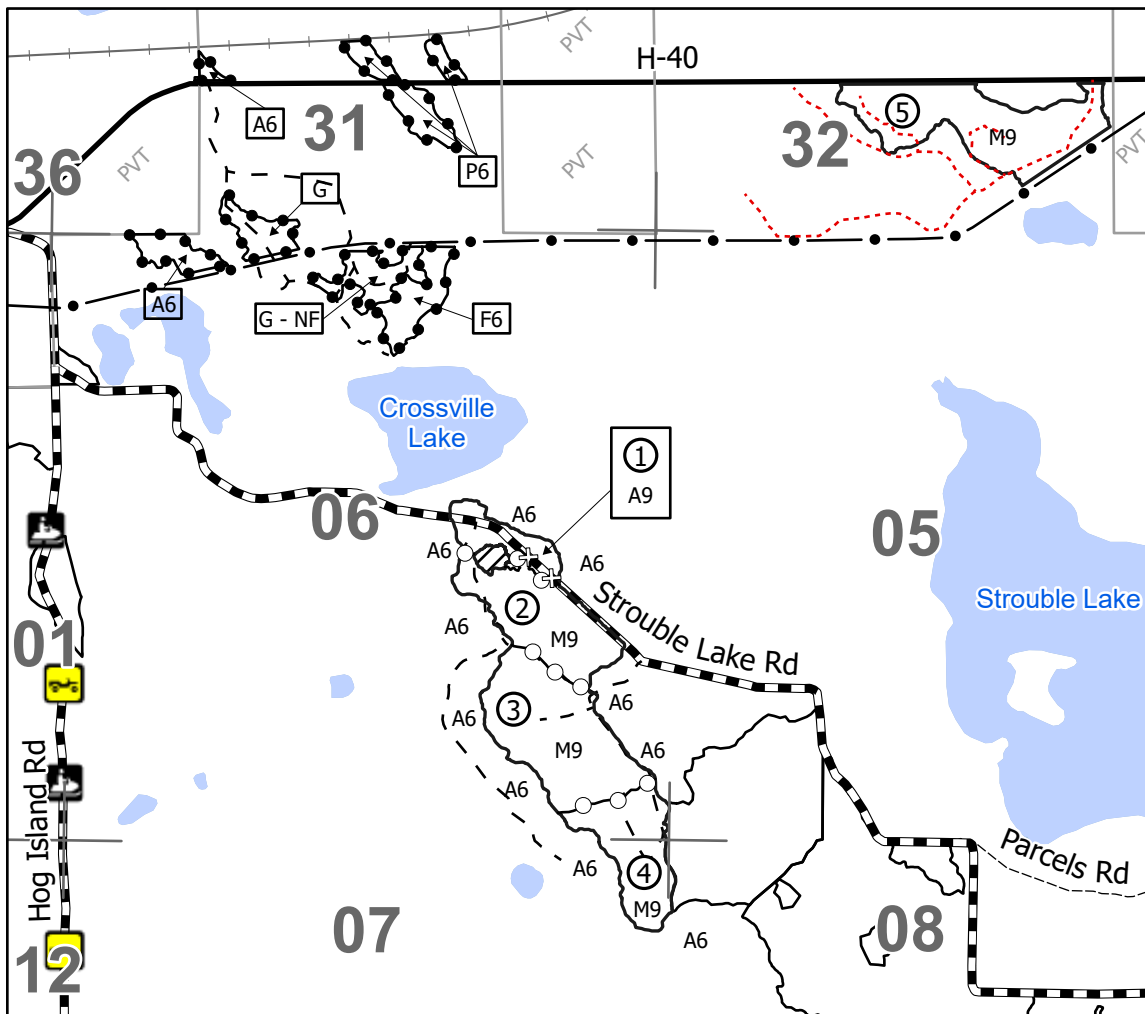 PVT
H-40
A6
31
5
32
M9
PVT
36
PVT
P6
PVT
G
A6
G - NF
F6
Crossville
Lake
1
A9
06
A6
05
A6
A6
Strouble Lake Rd
Strouble Lake
2
A6
M9
01
3
A6
A6
A6
M9
A6
Hog Island Rd
Parcels Rd
A6
4
M9
07
08
A6
12